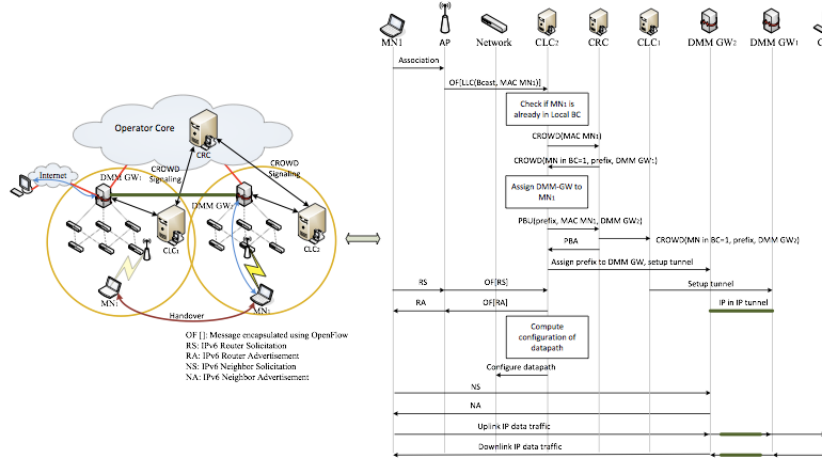 Operator Core
CRC
CROWD
Signaling
CROWD
Signaling
Internet
DMM GW₁
DMM GW₂
CLC₁
CLC₂
MN₁
MN₁
Handover
OF [ ]: Message encapsulated using OpenFlow
RS: IPv6 Router Solicitation
RA: IPv6 Router Advertisement
NS: IPv6 Neighbor Solicitation
NA: IPv6 Neighbor Advertisement
MN1 AP Network CLC₂ CRC CLC₁ DMM GW₂ DMM GW₁
Association
OF[LLC(Bcast, MAC MN₁)]
Check if MN₁ is
already in Local BC
CROWD(MAC MN₁)
CROWD(MN in BC=1, prefix, DMM GW₁)
Assign DMM-GW to
MN₁
PBU(prefix, MAC MN₁, DMM GW₂)
PBA
CROWD(MN in BC=1, prefix, DMM GW₂)
Assign prefix to DMM GW, setup tunnel
RS OF[RS] Setup tunnel
RA OF[RA] IP in IP tunnel
Compute
configuration of
datapath
Configure datapath
NS
NA
Uplink IP data traffic
Downlink IP data traffic